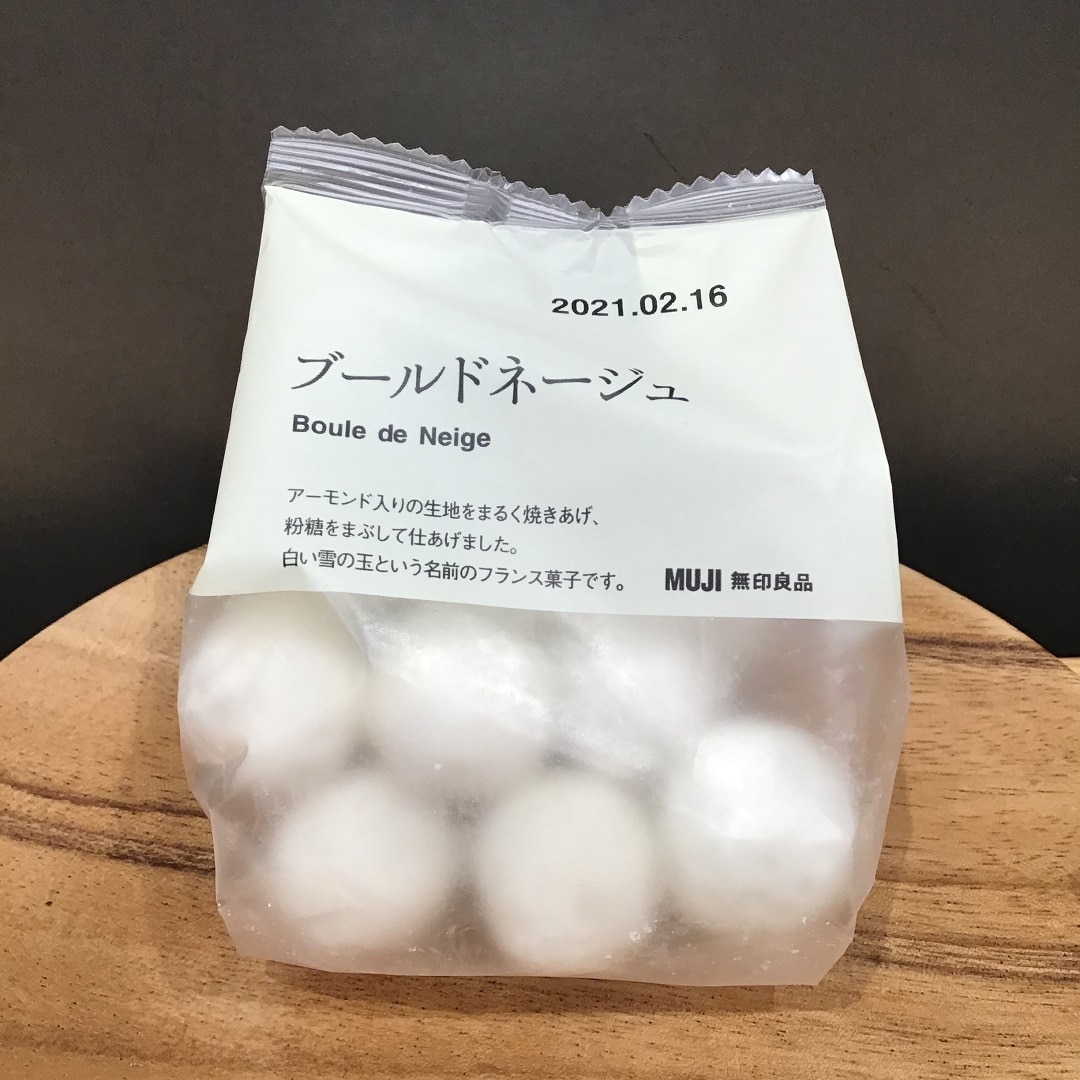 2021.02.16
ブールドネージュ
Boule de Neige
アーモンド入りの生地をまるく焼きあげ、
粉糖をまぶして仕あげました。
白い雪の玉という名前のフランス菓子です。
MUJI 無印良品